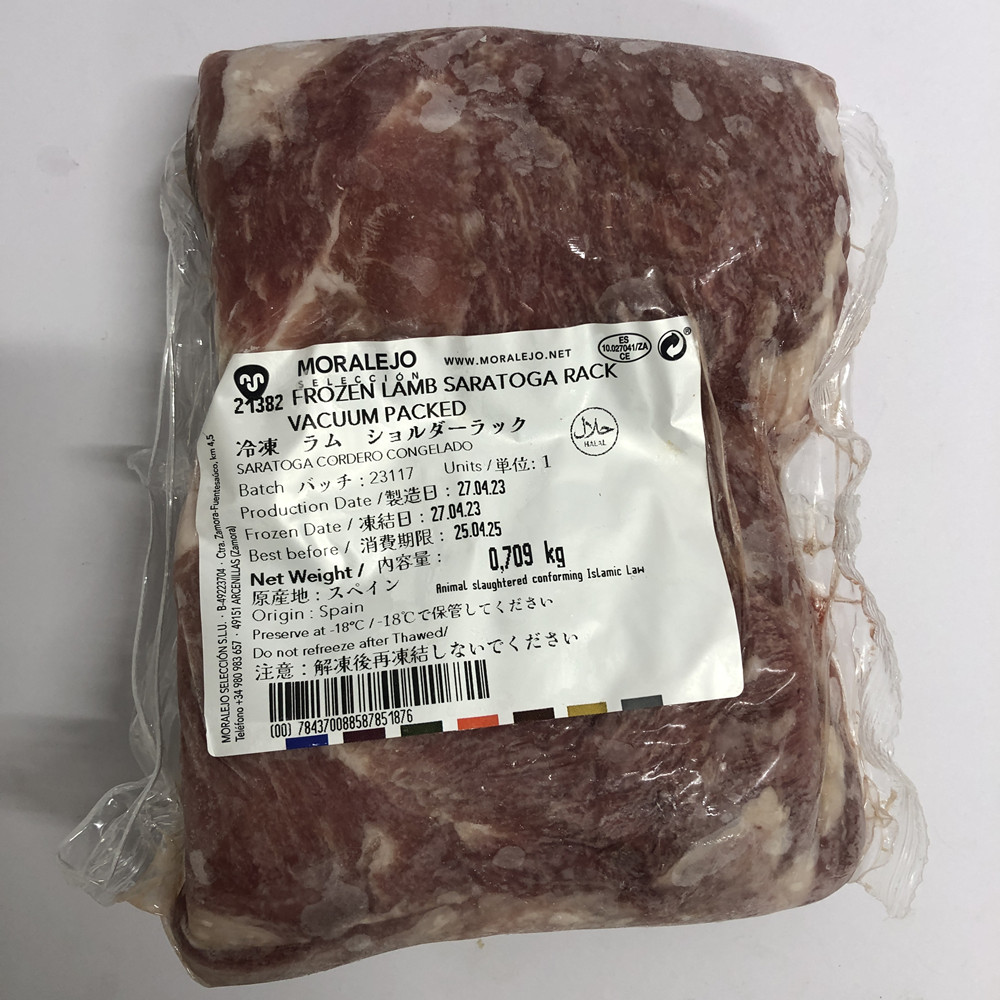 MORALEJO
SELECCIÓN
WWW.MORALEJO.NET
ES
10.027041/ZA
CE
®
21382 FROZEN LAMB SARATOGA RACK
VACUUM PACKED
冷凍 ラム ショルダーラック
SARATOGA CORDERO CONGELADO
حلال
HALAL
Batch バッチ : 23117 Units / 単位: 1
Production Date / 製造日 : 27.04.23
Frozen Date / 凍結日 : 27.04.23
Best before / 消費期限 : 25.04.25
Net Weight / 内容量 : 0,709 kg
原産地 : スペイン
Animal slaughtered conforming Islamic Law
Origin : Spain
Preserve at -18°C / -18℃で保管してください
Do not refreeze after Thawed/
注意 : 解凍後再凍結しないでください
(00) 784370088587851876
MORALEJO SELECCIÓN S.L.U. · B-49223704 · Ctra. Zamora-Fuentesaúco, km 4,5
Teléfono +34 980 983 657 · 49151 ARCENILLAS (Zamora)